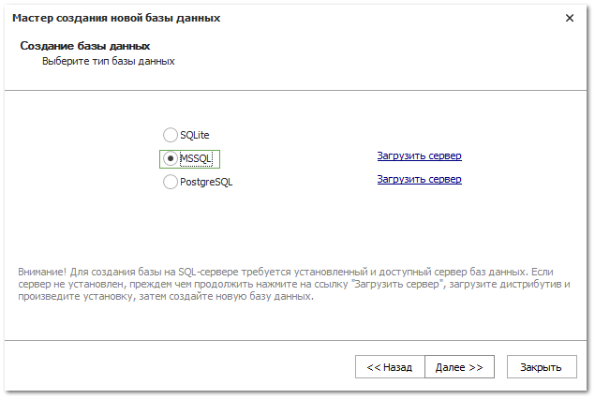 Мастер создания новой базы данных
Создание базы данных
Выберите тип базы данных
SQLite
MSSQL Загрузить сервер
PostgreSQL Загрузить сервер
Внимание! Для создания базы на SQL-сервере требуется установленный и доступный сервер баз данных. Если
сервер не установлен, преждем чем продолжить нажмите на ссылку "Загрузить сервер", загрузите дистрибутив и
произведите установку, затем создайте новую базу данных.
<< Назад Далее >> Закрыть